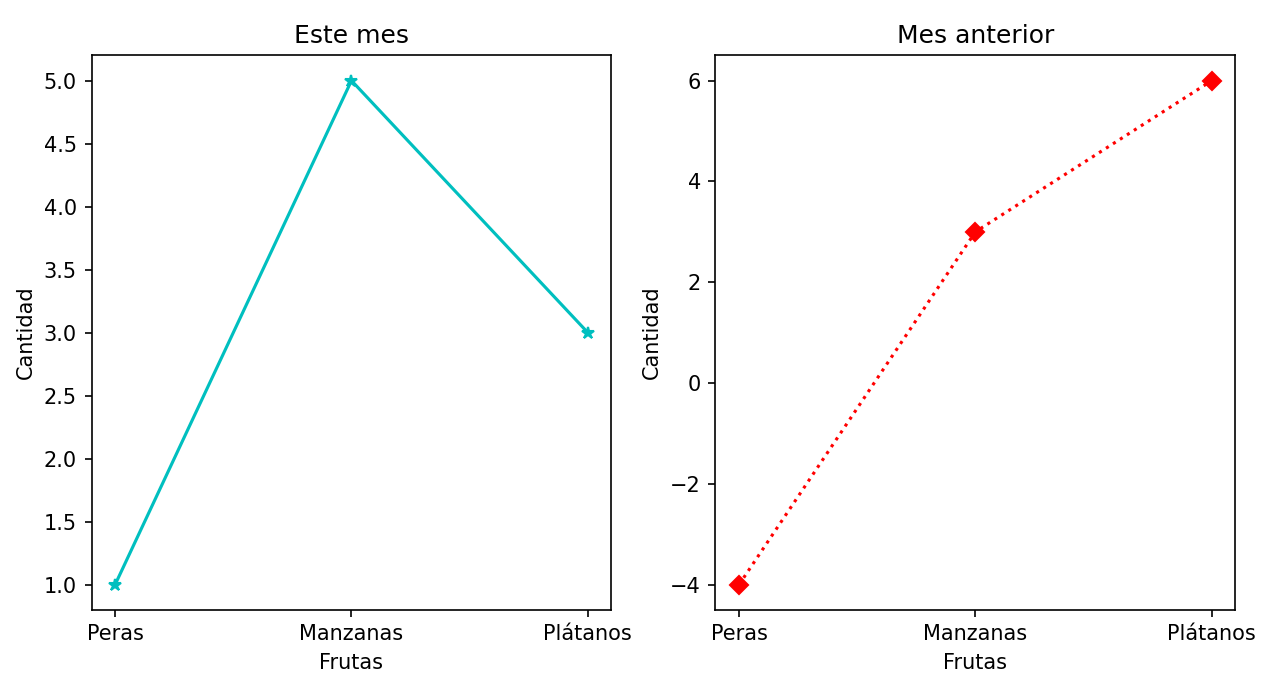 Este mes
5.0
4.5
4.0
3.5
3.0
2.5
2.0
1.5
1.0
Cantidad
Peras Manzanas Plátanos
Frutas
Mes anterior
6
4
2
0
−2
−4
Cantidad
Peras Manzanas Plátanos
Frutas